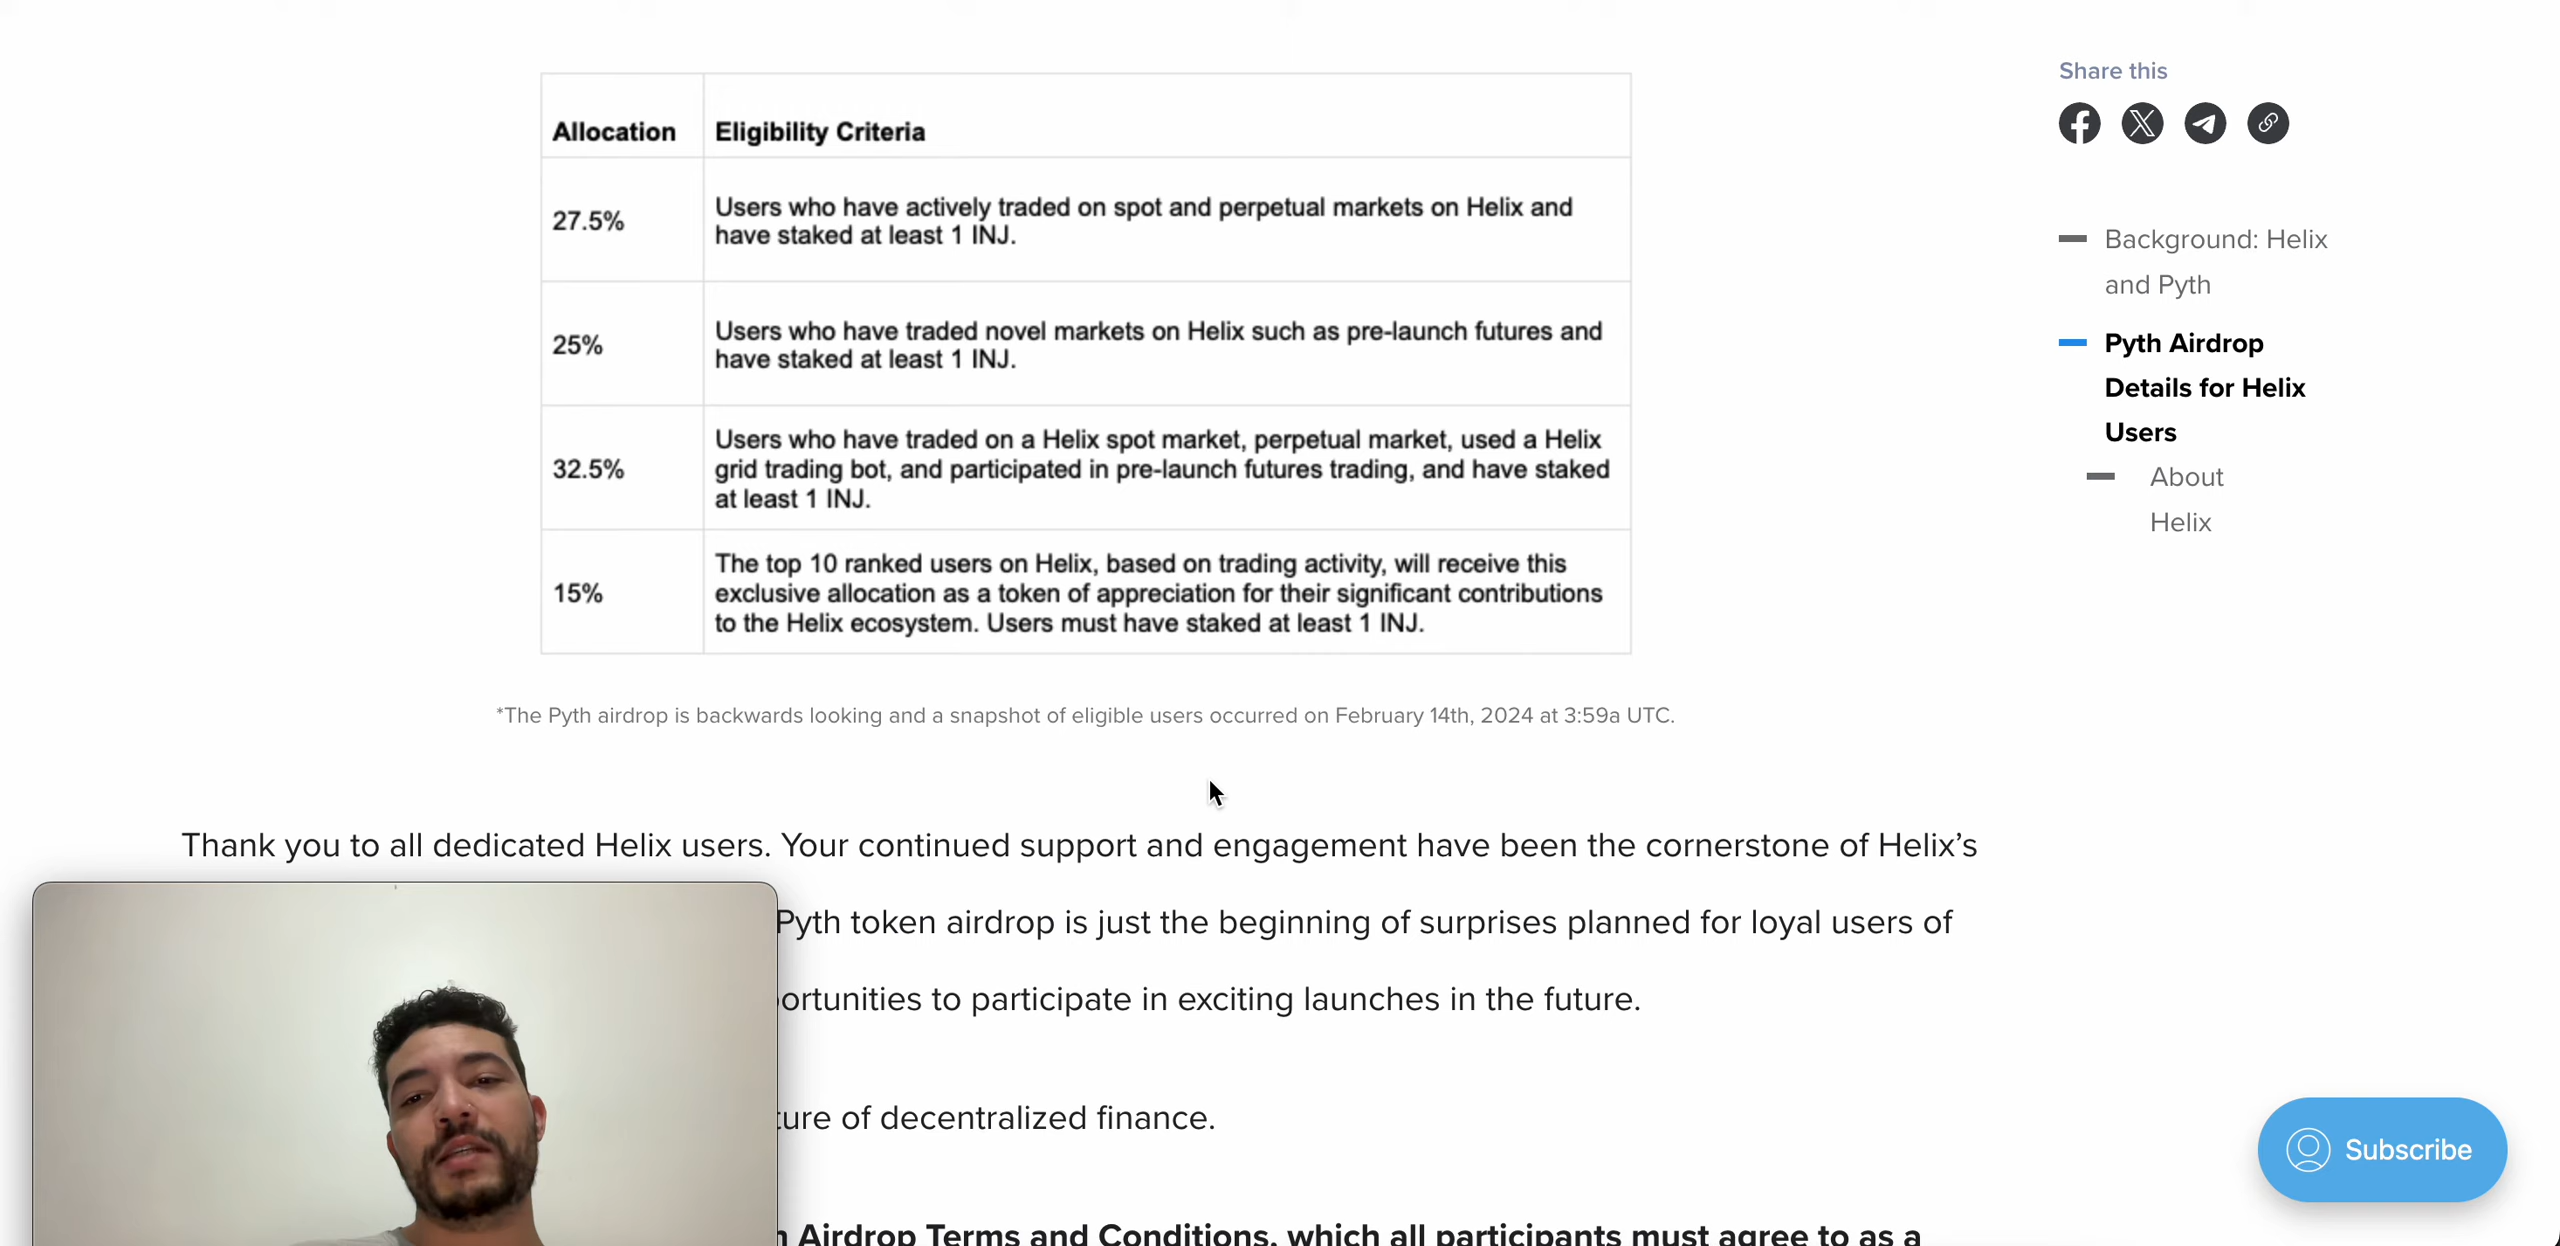 Allocation
Eligibility Criteria
27.5%
Users who have actively traded on spot and perpetual markets on Helix and
have staked at least 1 INJ.
25%
Users who have traded novel markets on Helix such as pre-launch futures and
have staked at least 1 INJ.
32.5%
Users who have traded on a Helix spot market, perpetual market, used a Helix
grid trading bot, and participated in pre-launch futures trading, and have staked
at least 1 INJ.
15%
The top 10 ranked users on Helix, based on trading activity, will receive this
exclusive allocation as a token of appreciation for their significant contributions
to the Helix ecosystem. Users must have staked at least 1 INJ.
*The Pyth airdrop is backwards looking and a snapshot of eligible users occurred on February 14th, 2024 at 3:59a UTC.
Thank you to all dedicated Helix users. Your continued support and engagement have been the cornerstone of Helix’s
Pyth token airdrop is just the beginning of surprises planned for loyal users of
ortunities to participate in exciting launches in the future.
ture of decentralized finance.
Airdrop Terms and Conditions, which all participants must agree to as a
Share this
Background: Helix
and Pyth
Pyth Airdrop
Details for Helix
Users
About
Helix
Subscribe